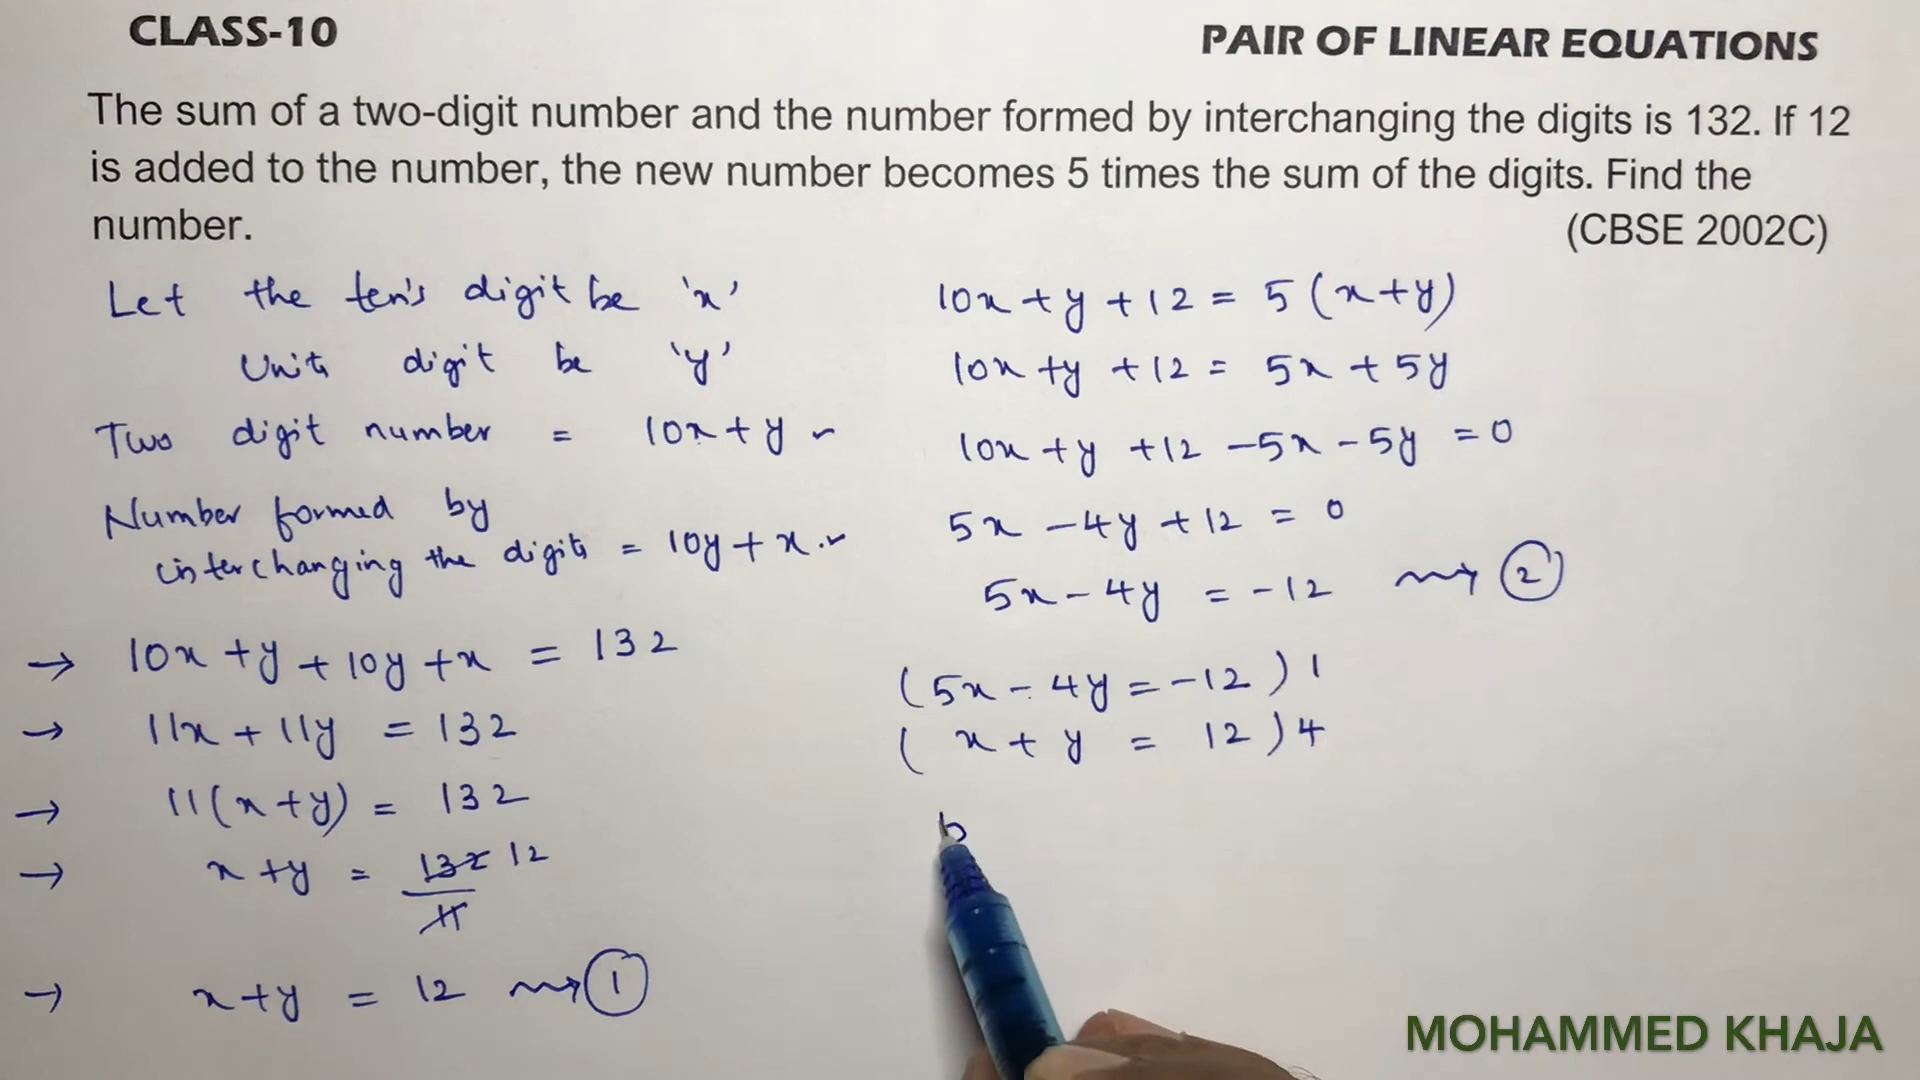 CLASS-10
PAIR OF LINEAR EQUATIONS
The sum of a two-digit number and the number formed by interchanging the digits is 132. If 12
is added to the number, the new number becomes 5 times the sum of the digits. Find the
number.
(CBSE 2002C)
Let the ten's digit be 'x'
Units digit be 'y'
Two digit number = 10x+y
Number formed by
interchanging the digits = 10y+x.
→ 10x+y+10y+x = 132
→ 11x+11y = 132
→ 11(x+y) = 132
→ x+y = 132 12
11
→ x+y = 12 → 1
10x+y+12 = 5(x+y)
10x+y+12 = 5x+5y
10x+y+12-5x-5y = 0
5x-4y+12 = 0
5x-4y = -12 → 2
(5x-4y=-12)1
(x+y = 12)4
MOHAMMED KHAJA